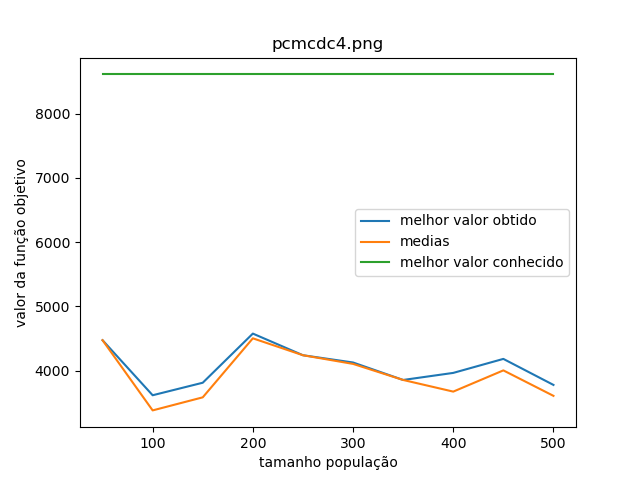 pcmcdc4.png
valor da função objetivo
8000
7000
6000
5000
4000
melhor valor obtido
medias
melhor valor conhecido
100
200
300
400
500
tamanho população